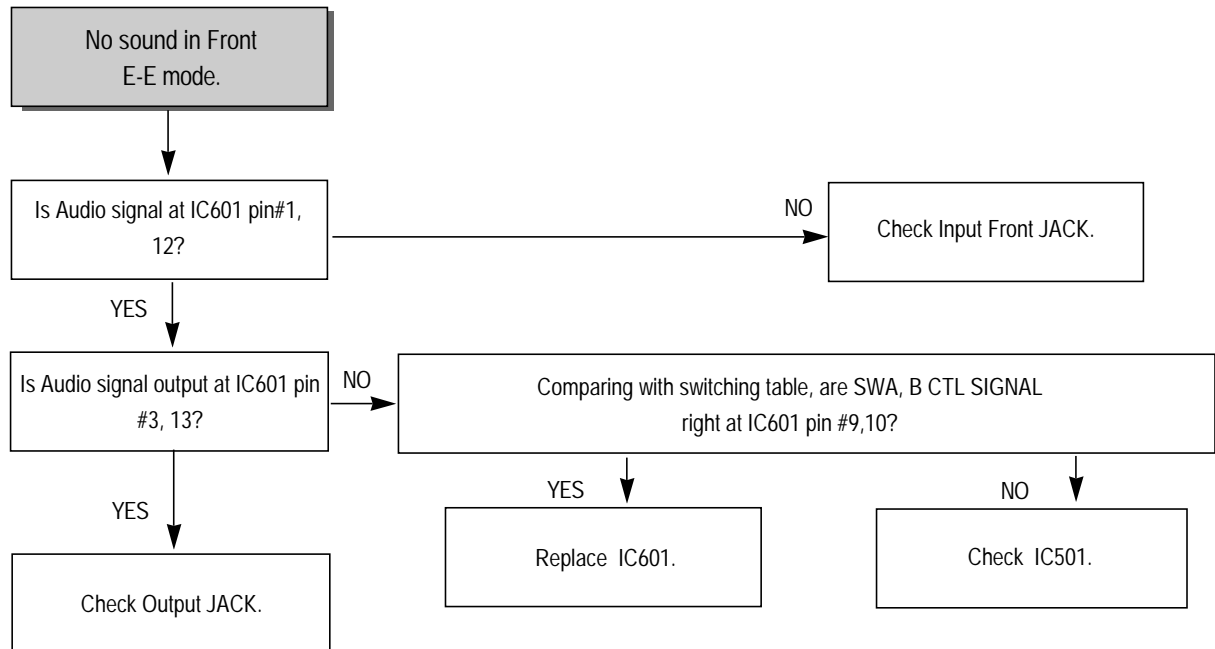 No sound in Front
E-E mode.
Is Audio signal at IC601 pin#1,
12?
NO
Check Input Front JACK.
YES
Is Audio signal output at IC601 pin
#3, 13?
NO
Comparing with switching table, are SWA, B CTL SIGNAL
right at IC601 pin #9,10?
YES
YES
NO
Check Output JACK.
Replace IC601.
Check IC501.